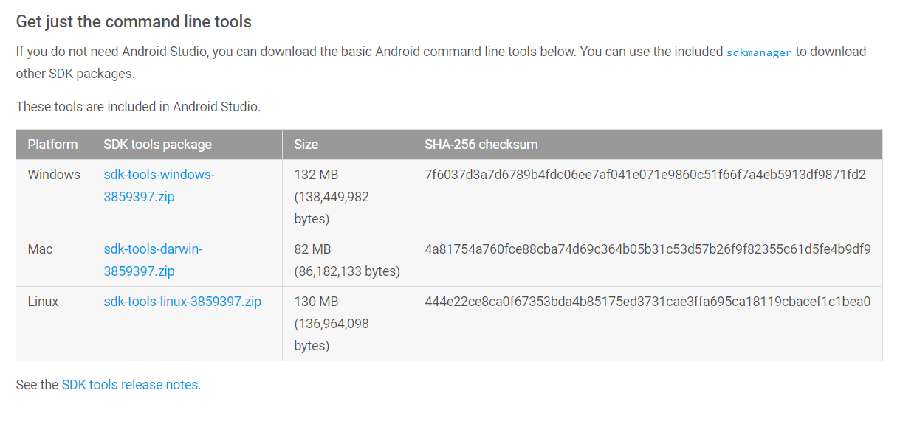 Get just the command line tools
If you do not need Android Studio, you can download the basic Android command line tools below. You can use the included sdkmanager to download
other SDK packages.
These tools are included in Android Studio.
Platform SDK tools package Size SHA-256 checksum
Windows sdk-tools-windows- 132 MB 7f6037d3a7d6789b4fdc06ee7af041e071e9860c51f66f7a4eb5913df9871fd2
3859397.zip (138,449,982
bytes)
Mac sdk-tools-darwin- 82 MB 4a81754a760fce88cba74d69c364b05b31c53d57b26f9f82355c61d5fe4b9df9
3859397.zip (86,182,133 bytes)
Linux sdk-tools-linux-3859397.zip 130 MB 444e22ce8ca0f67353bda4b85175ed3731cae3ffa695ca18119cbacef1c1bea0
(136,964,098
bytes)
See the SDK tools release notes.